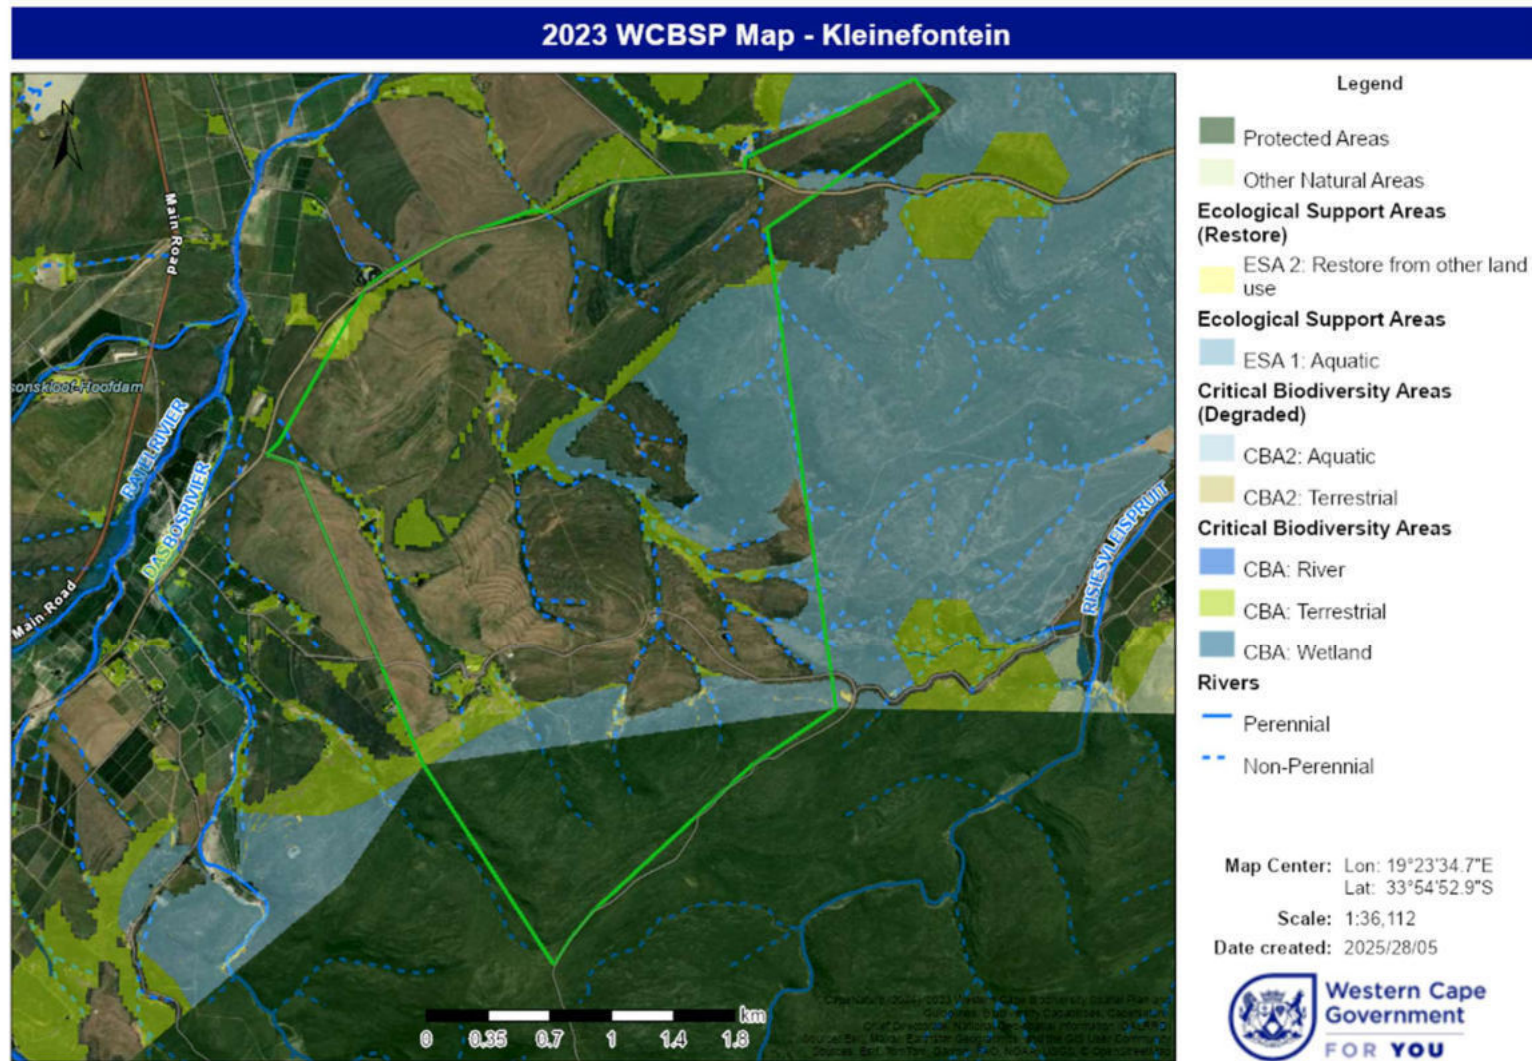 2023 WCBSP Map - Kleinefontein
N
Main Road
sonskloof-Hoofdam
RATELRIVIER
DASBOSRIVIER
Main Road
RISIESVLEISPRUIT
km
0 0.35 0.7 1 1.4 1.8
Legend
Protected Areas
Other Natural Areas
Ecological Support Areas
(Restore)
ESA 2: Restore from other land
use
Ecological Support Areas
ESA 1: Aquatic
Critical Biodiversity Areas
(Degraded)
CBA2: Aquatic
CBA2: Terrestrial
Critical Biodiversity Areas
CBA: River
CBA: Terrestrial
CBA: Wetland
Rivers
Perennial
Non-Perennial
Map Center: Lon: 19°23'34.7"E
Lat: 33°54'52.9"S
Scale: 1:36,112
Date created: 2025/28/05
Western Cape
Government
FOR YOU